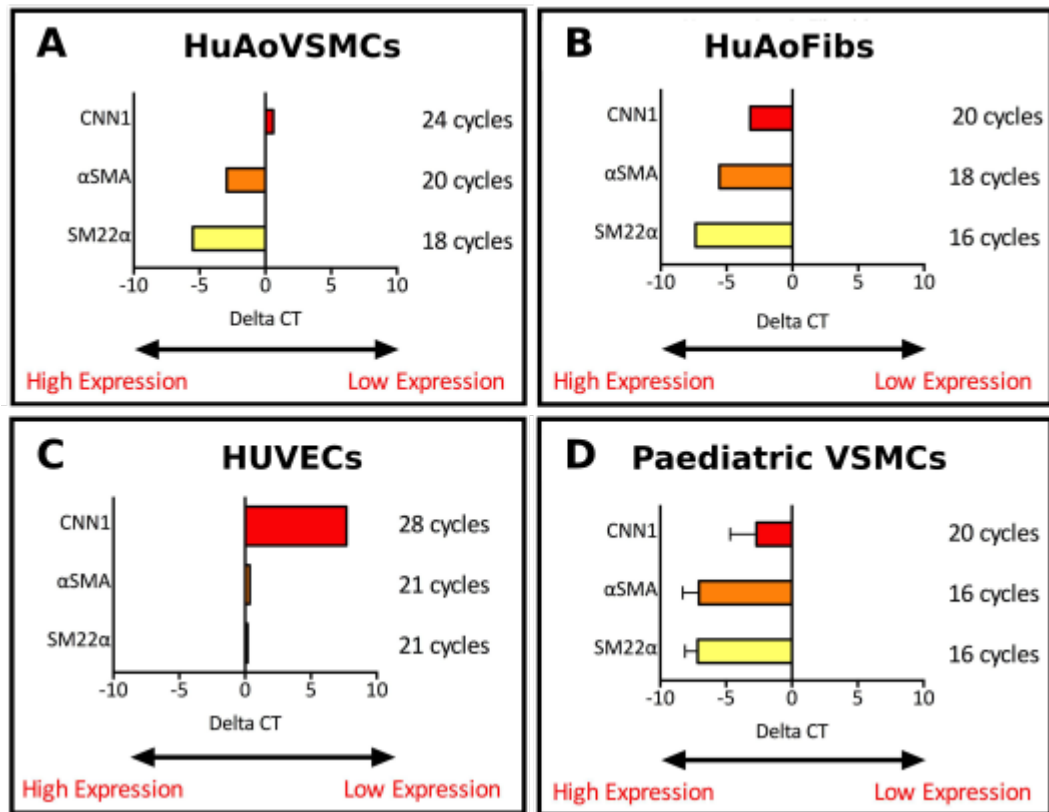 A HuAoVSMCs
CNN1 24 cycles
αSMA 20 cycles
SM22α 18 cycles
-10 -5 0 5 10
Delta CT
High Expression Low Expression
B HuAoFibs
CNN1 20 cycles
αSMA 18 cycles
SM22α 16 cycles
-10 -5 0 5 10
Delta CT
High Expression Low Expression
C HUVECs
CNN1 28 cycles
αSMA 21 cycles
SM22α 21 cycles
-10 -5 0 5 10
Delta CT
High Expression Low Expression
D Paediatric VSMCs
CNN1 20 cycles
αSMA 16 cycles
SM22α 16 cycles
-10 -5 0 5 10
Delta CT
High Expression Low Expression